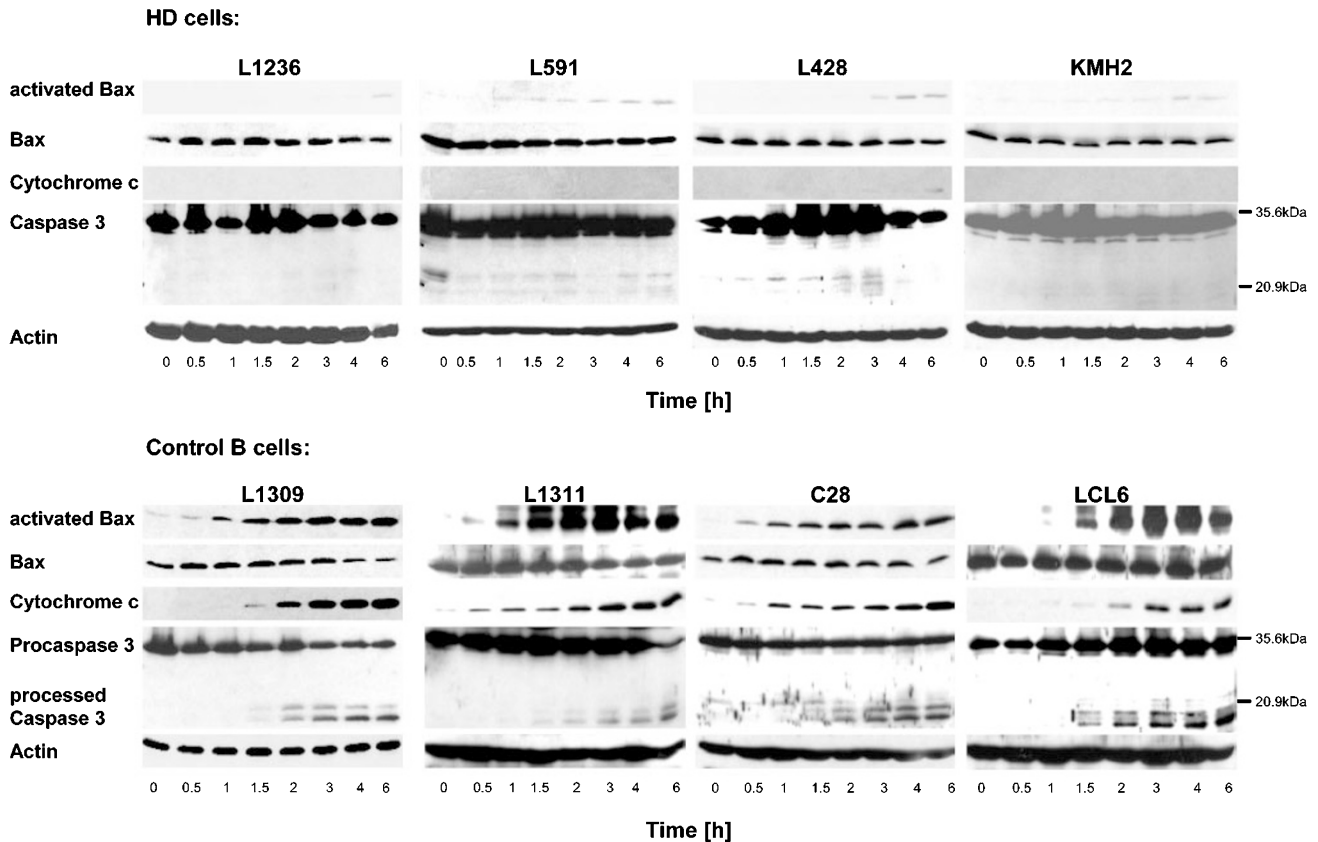 HD cells:
L1236 L591 L428 KMH2
activated Bax
Bax
Cytochrome c
Caspase 3
35.6kDa
20.9kDa
Actin
0 0.5 1 1.5 2 3 4 6 0 0.5 1 1.5 2 3 4 6 0 0.5 1 1.5 2 3 4 6 0 0.5 1 1.5 2 3 4 6
Time [h]
Control B cells:
L1309 L1311 C28 LCL6
activated Bax
Bax
Cytochrome c
Procaspase 3
35.6kDa
processed
Caspase 3
20.9kDa
Actin
0 0.5 1 1.5 2 3 4 6 0 0.5 1 1.5 2 3 4 6 0 0.5 1 1.5 2 3 4 6 0 0.5 1 1.5 2 3 4 6
Time [h]